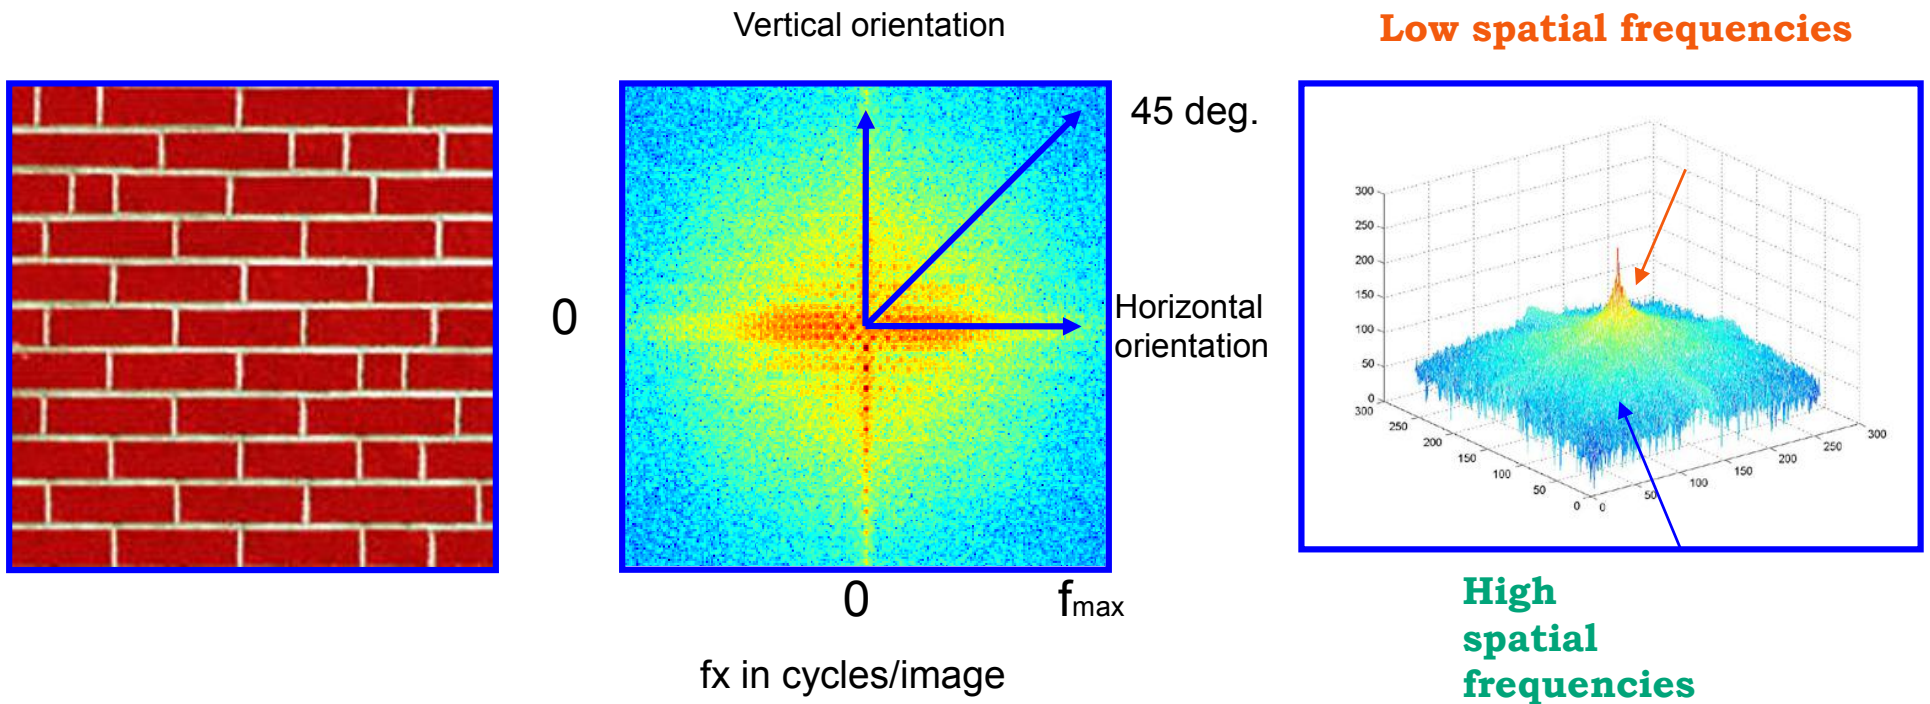 Vertical orientation
Low spatial frequencies
45 deg.
0
Horizontal
orientation
0
fmax
fx in cycles/image
300
250
200
150
100
50
0
300
250
200
150
100
50
0
0
50
100
150
200
250
300
High
spatial
frequencies